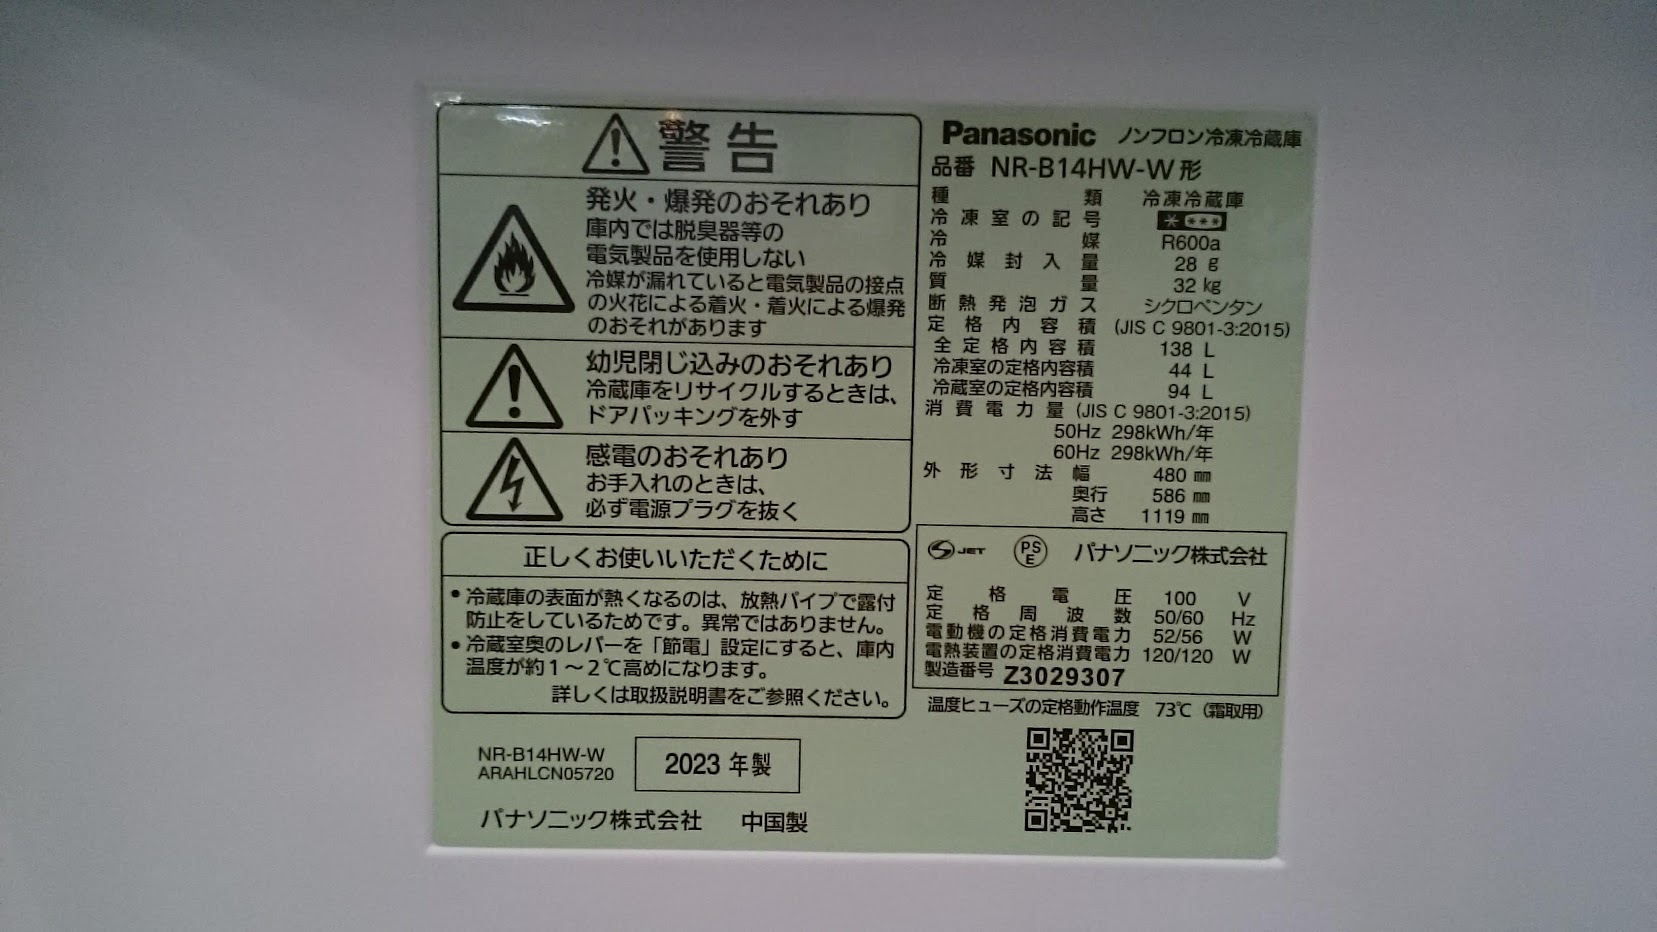 警告
発火・爆発のおそれあり
庫内では脱臭器等の
電気製品を使用しない
冷媒が漏れていると電気製品の接点
の火花による着火・着火による爆発
のおそれがあります
幼児閉じ込みのおそれあり
冷蔵庫をリサイクルするときは、
ドアパッキングを外す
感電のおそれあり
お手入れのときは、
必ず電源プラグを抜く
正しくお使いいただくために
・冷蔵庫の表面が熱くなるのは、放熱パイプで露付
防止をしているためです。異常ではありません。
・冷蔵室奥のレバーを「節電」設定にすると、庫内
温度が約1~2℃高めになります。
詳しくは取扱説明書をご参照ください。
NR-B14HW-W
ARAHLCN05720
2023 年製
パナソニック株式会社 中国製
Panasonic ノンフロン冷凍冷蔵庫
品番 NR-B14HW-W 形
種類 冷凍冷蔵庫
冷凍室の記号 * ***
冷媒 R600a
冷媒封入量 28 g
質量 32 kg
断熱発泡ガス シクロペンタン
定格内容積 (JIS C 9801-3:2015)
全定格内容積 138 L
冷凍室の定格内容積 44 L
冷蔵室の定格内容積 94 L
消費電力量 (JIS C 9801-3:2015)
50Hz 298kWh/年
60Hz 298kWh/年
外形寸法 幅 480 mm
奥行 586 mm
高さ 1119 mm
S JET PS E パナソニック株式会社
定格電圧 100 V
定格周波数 50/60 Hz
電動機の定格消費電力 52/56 W
電熱装置の定格消費電力 120/120 W
製造番号 Z3029307
温度ヒューズの定格動作温度 73℃ (霜取用)